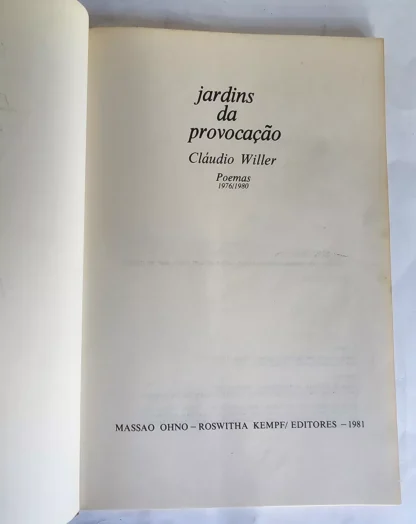 jardins
da
provocação
Cláudio Willer
Poemas
1976/1980
MASSAO OHNO – ROSWITHA KEMPF/ EDITORES – 1981